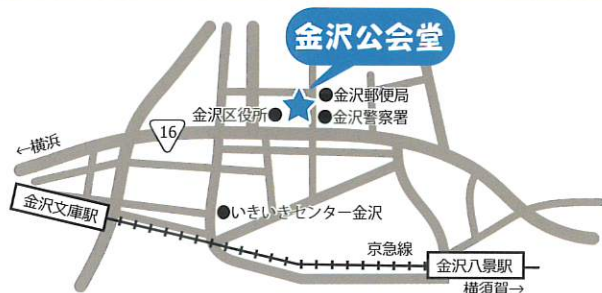 金沢公会堂
金沢郵便局
金沢区役所
金沢警察署
16
←横浜
金沢文庫駅
いきいきセンター金沢
京急線
金沢八景駅
横須賀→